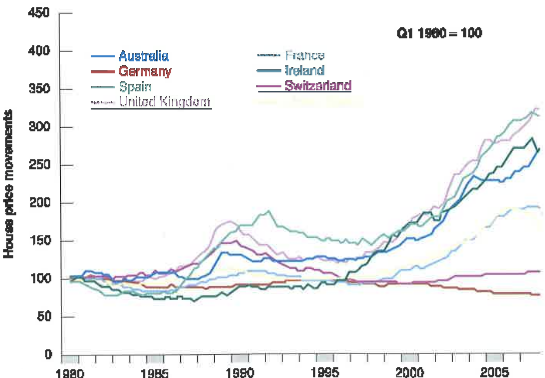 450
400
350
300
250
200
150
100
50
0
House price movements
Q1 1980 = 100
Australia
Germany
Spain
United Kingdom
France
Ireland
Switzerland
1980 1985 1990 1995 2000 2005